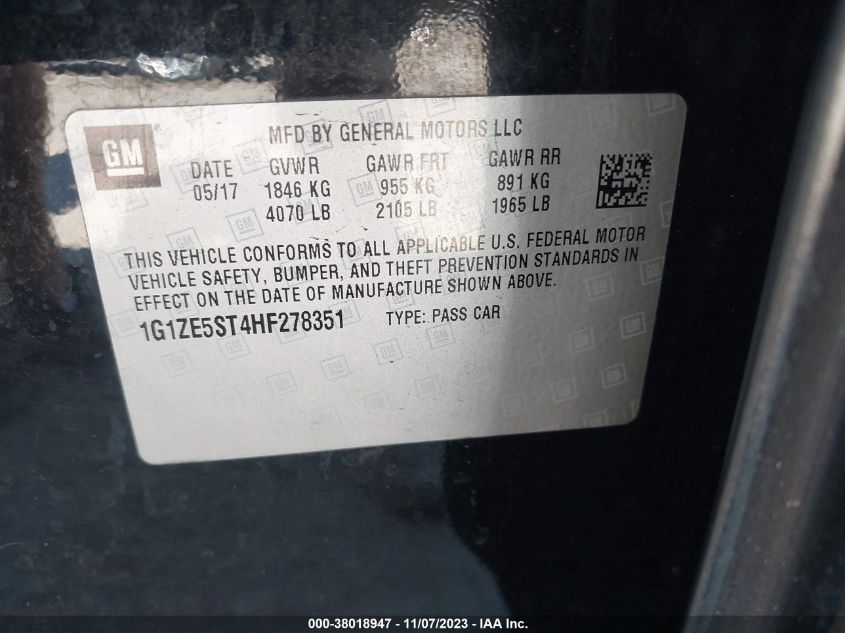 GM
MFD BY GENERAL MOTORS LLC
DATE GVWR GAWR FRT GAWR RR
05/17 1846 KG 955 KG 891 KG
4070 LB 2105 LB 1965 LB
THIS VEHICLE CONFORMS TO ALL APPLICABLE U.S. FEDERAL MOTOR
VEHICLE SAFETY, BUMPER, AND THEFT PREVENTION STANDARDS IN
EFFECT ON THE DATE OF MANUFACTURE SHOWN ABOVE.
1G1ZE5ST4HF278351 TYPE: PASS CAR
000-38018947 — 11/07/2023 — IAA Inc.